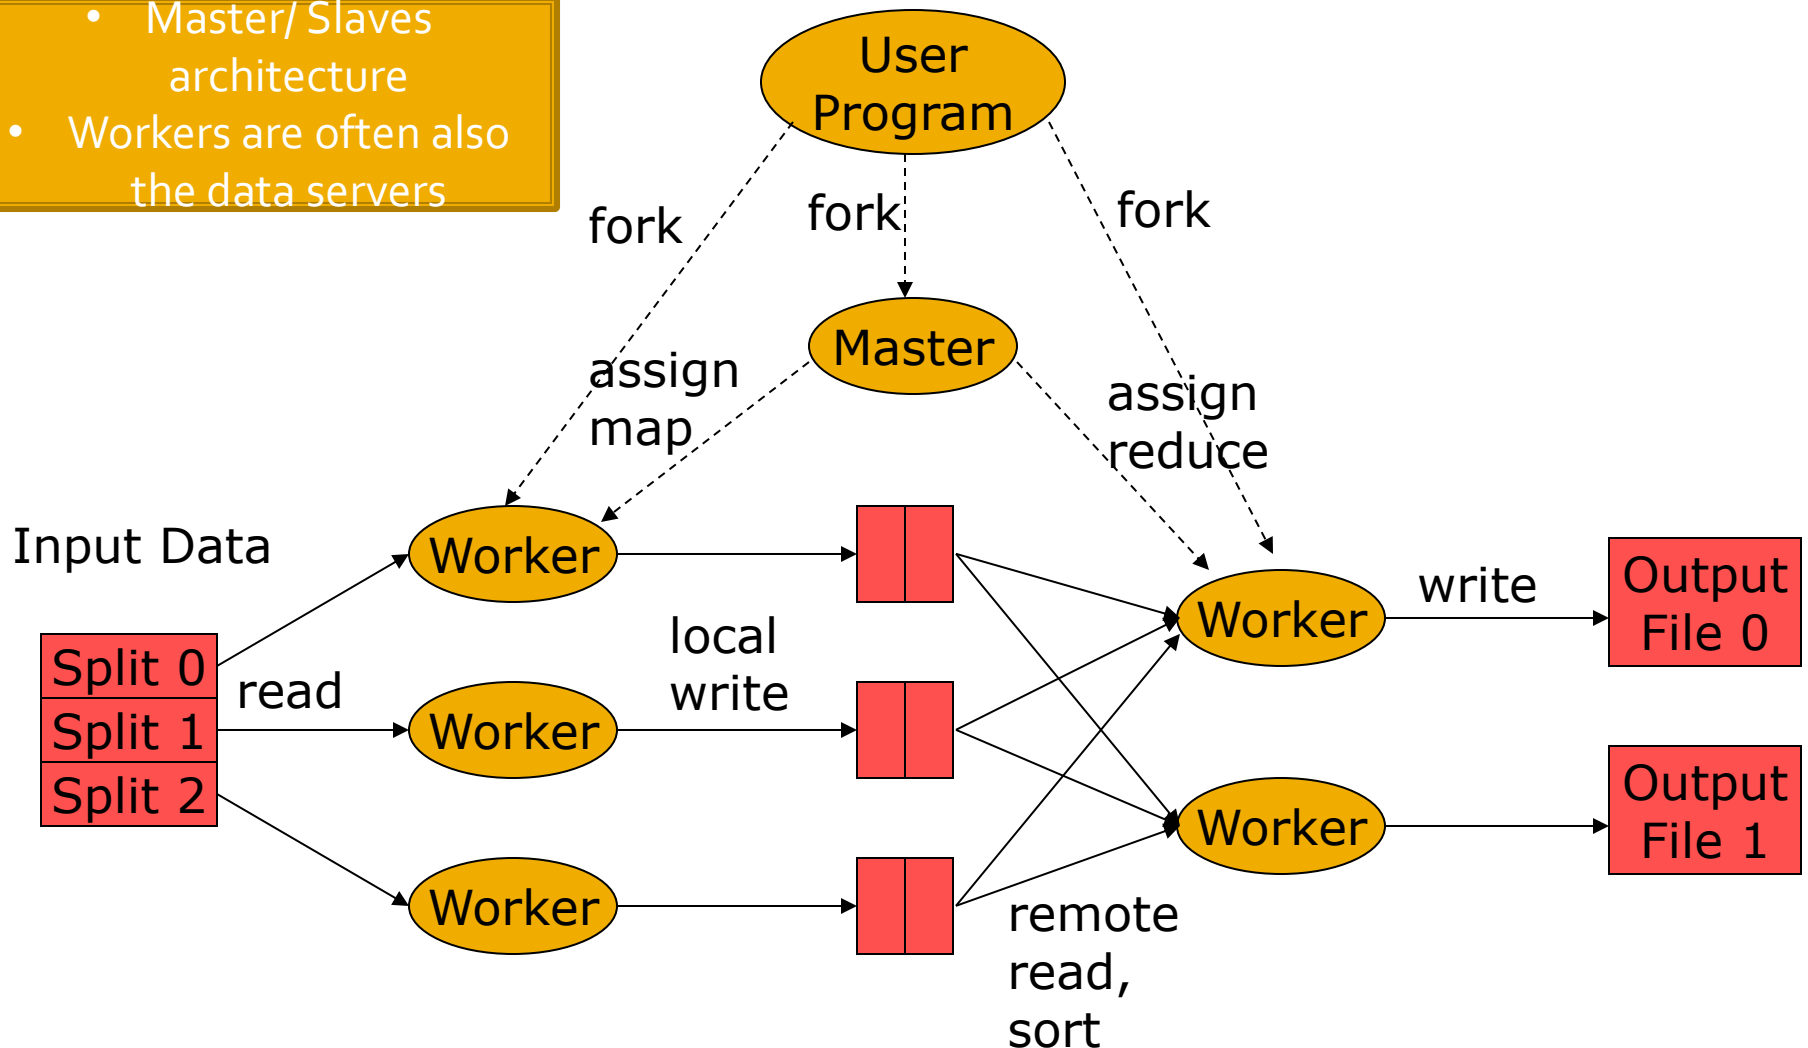 • Master/ Slaves
architecture
• Workers are often also
the data servers
User
Program
fork
fork
fork
Master
assign
map
assign
reduce
Input Data
Worker
Split 0
Split 1
Split 2
read
Worker
Worker
local
write
Worker
Worker
write
Output
File 0
Output
File 1
remote
read,
sort